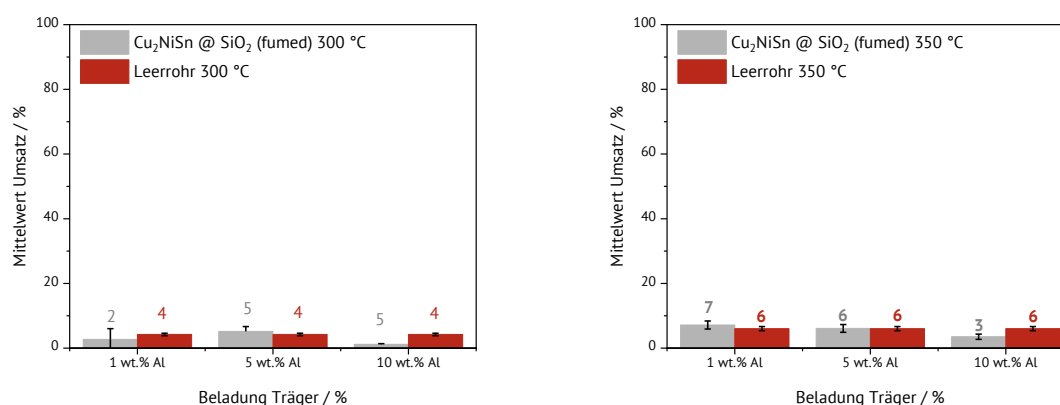 100
80
60
40
20
0
Mittelwert Umsatz / %
Cu₂NiSn @ SiO₂ (fumed) 300 °C
Leerrohr 300 °C
2
4
5
4
5
4
1 wt.% Al
5 wt.% Al
10 wt.% Al
Beladung Träger / %
100
80
60
40
20
0
Mittelwert Umsatz / %
Cu₂NiSn @ SiO₂ (fumed) 350 °C
Leerrohr 350 °C
7
6
6
6
3
6
1 wt.% Al
5 wt.% Al
10 wt.% Al
Beladung Träger / %